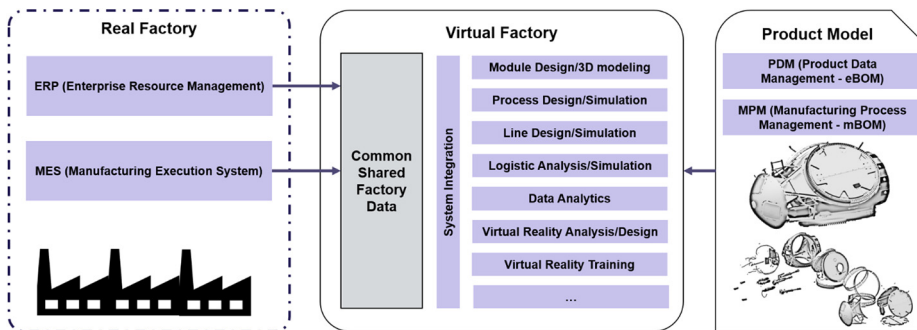 Real Factory
ERP (Enterprise Resource Management)
MES (Manufacturing Execution System)
Virtual Factory
Common
Shared
Factory
Data
System Integration
Module Design/3D modeling
Process Design/Simulation
Line Design/Simulation
Logistic Analysis/Simulation
Data Analytics
Virtual Reality Analysis/Design
Virtual Reality Training
...
Product Model
PDM (Product Data
Management - eBOM)
MPM (Manufacturing Process
Management - mBOM)